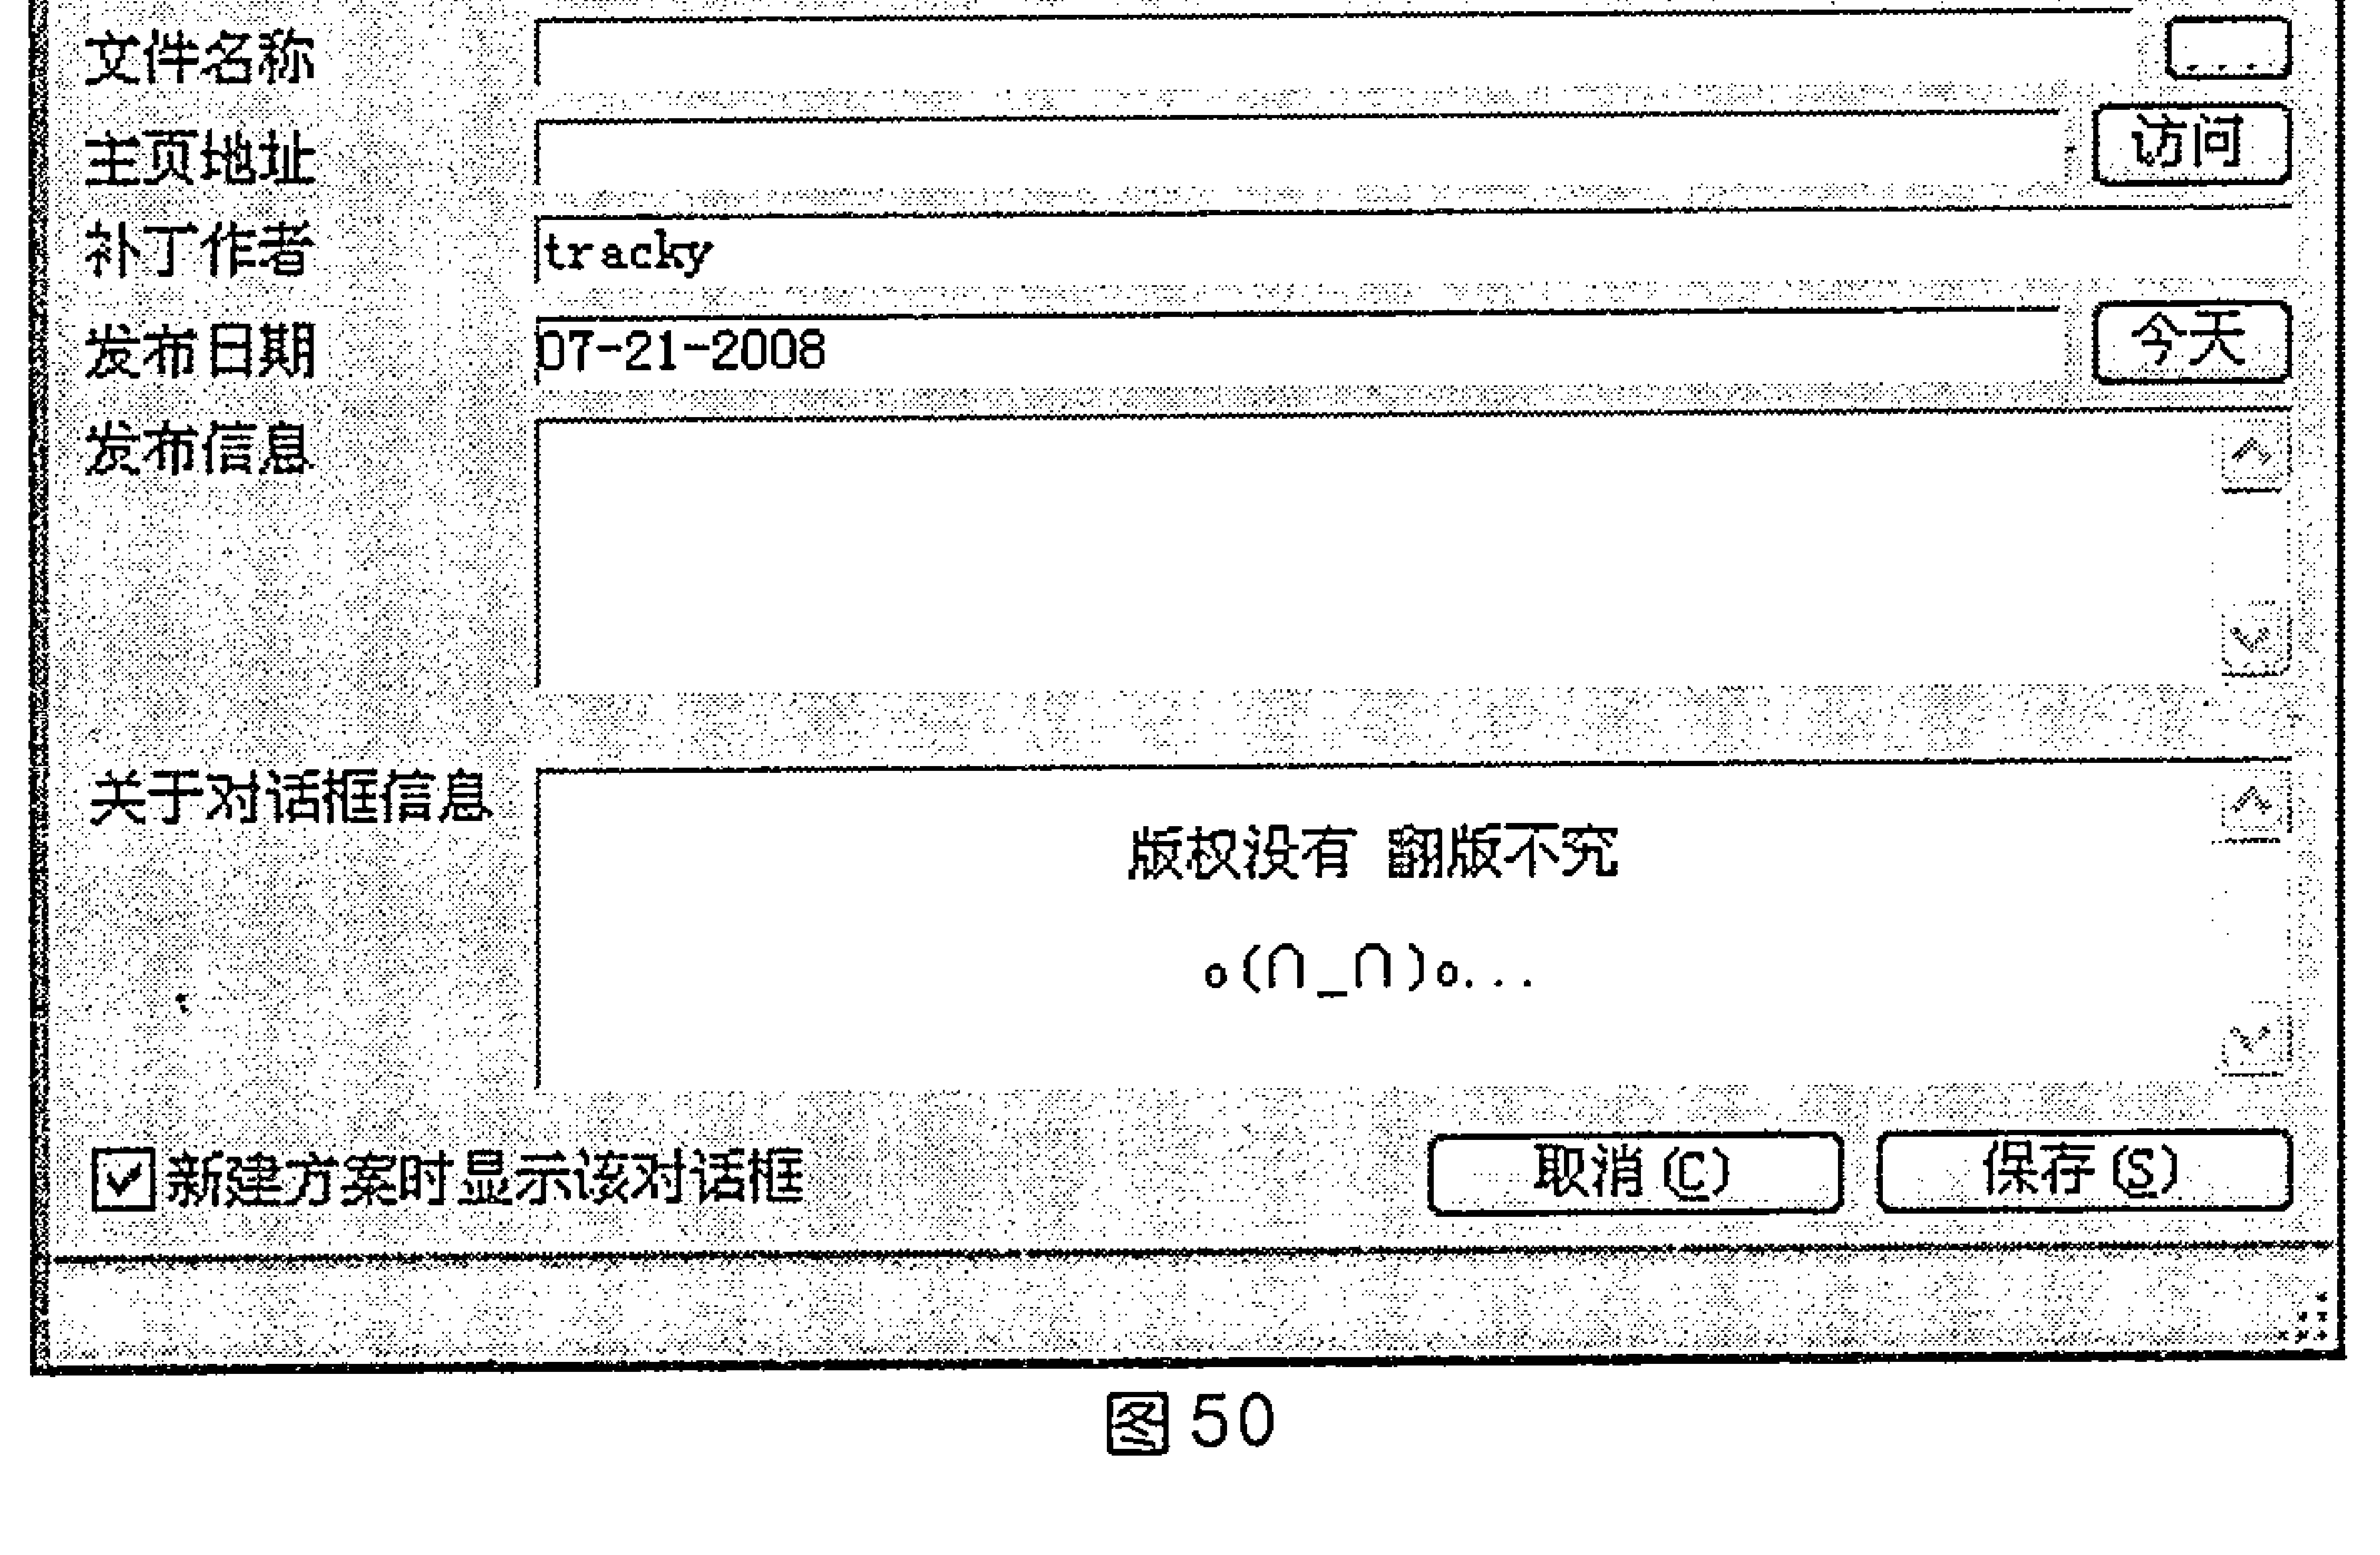 文件名称 ....
主页地址 访问
补丁作者 tracky
发布日期 07-21-2008 今天
发布信息
关于对话框信息
版权没有 翻版不究
o(∩_∩)o...
新建方案时显示该对话框 取消(C) 保存(S)
图50